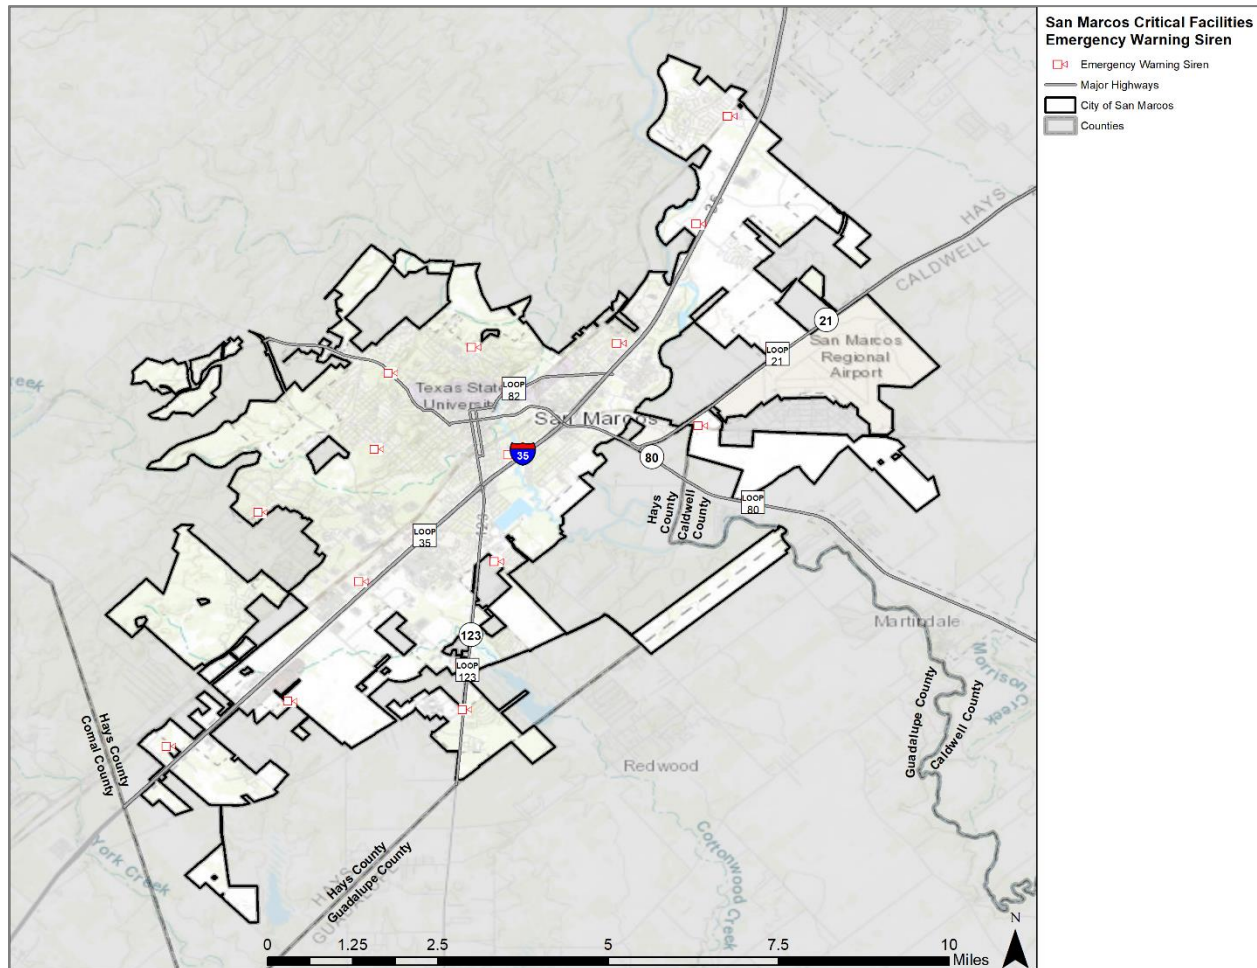 San Marcos Critical Facilities
Emergency Warning Siren
Emergency Warning Siren
Major Highways
City of San Marcos
Counties
35
HAYS
CALDWELL
21
LOOP
21
San Marcos
Regional
Airport
Texas State
University
LOOP
82
San Marcos
Creek
35
80
LOOP
80
Hays
County
Caldwell
County
LOOP
35
123
123
LOOP
123
Martindale
Morrison
Creek
Guadalupe County
Caldwell County
Hays County
Comal County
Redwood
York Creek
Cottonwood
Creek
Hays County
Guadalupe County
HAYS
0
1.25
2.5
5
7.5
10
Miles
N